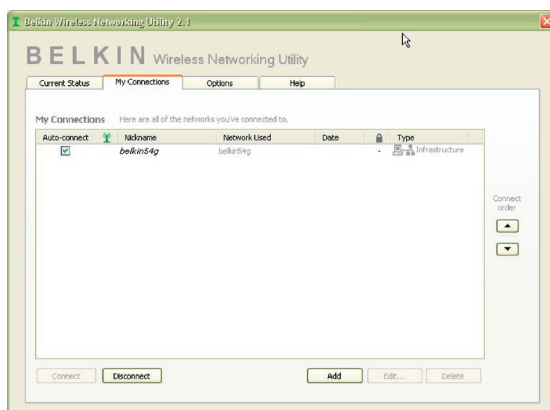 Belkin Wireless Networking Utility 2.1
BELKIN Wireless Networking Utility
Current Status My Connections Options Help
My Connections Here are all of the networks you've connected to.
Auto-connect Nickname Network Used Date Type
belkin54g belkin54g - Infrastructure
Connect order
Connect Disconnect Add Edit... Delete